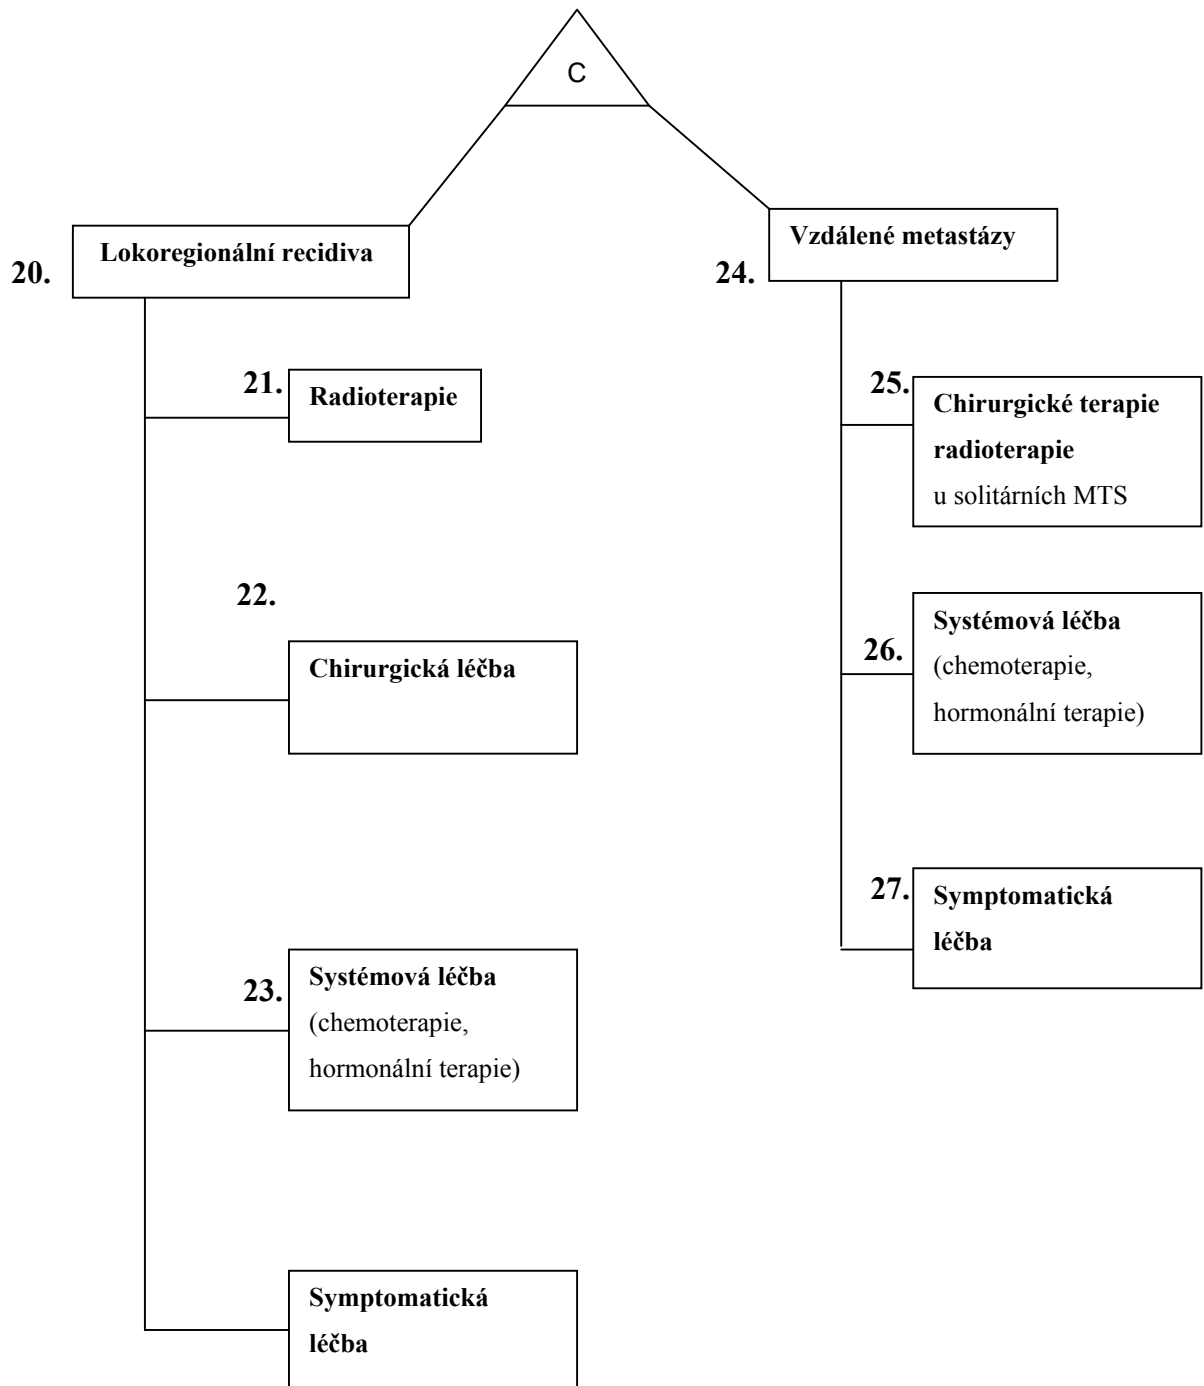 C
20.
Lokoregionální recidiva
21.
Radioterapie
22.
Chirurgická léčba
23.
Systémová léčba
(chemoterapie,
hormonální terapie)
Symptomatická
léčba
24.
Vzdálené metastázy
25.
Chirurgické terapie
radioterapie
u solitárních MTS
26.
Systémová léčba
(chemoterapie,
hormonální terapie)
27.
Symptomatická
léčba